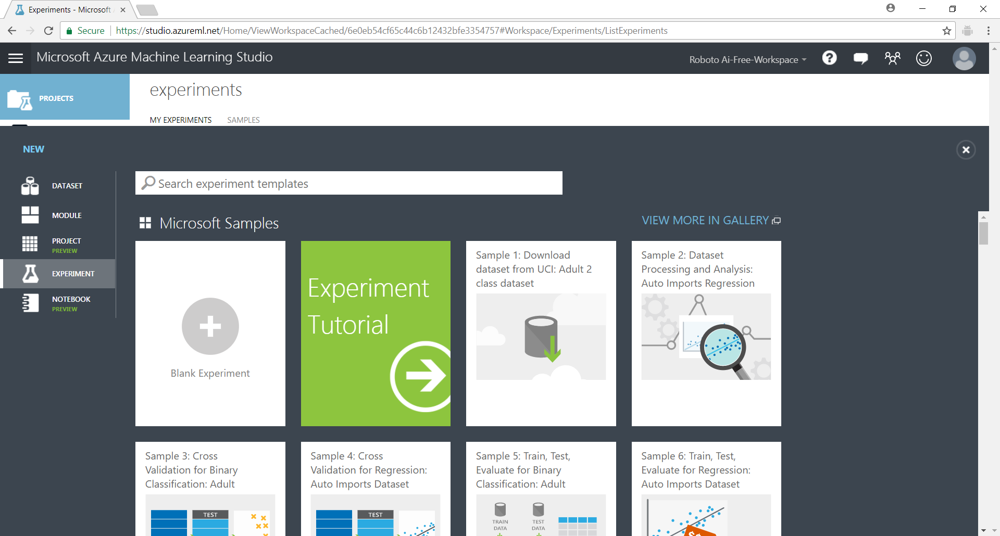 Experiments - Microsoft
Secure https://studio.azureml.net/Home/ViewWorkspaceCached/6e0eb54cf65c44c6b12432bfe3354757#Workspace/Experiments/ListExperiments
Microsoft Azure Machine Learning Studio
Roboto Ai-Free-Workspace
PROJECTS
experiments
MY EXPERIMENTS SAMPLES
NEW
DATASET
MODULE
PROJECT
PREVIEW
EXPERIMENT
NOTEBOOK
PREVIEW
Search experiment templates
Microsoft Samples
VIEW MORE IN GALLERY
Blank Experiment
Experiment
Tutorial
Sample 1: Download
dataset from UCI: Adult 2
class dataset
Sample 2: Dataset
Processing and Analysis:
Auto Imports Regression
Sample 3: Cross
Validation for Binary
Classification: Adult
TEST
Sample 4: Cross
Validation for Regression:
Auto Imports Dataset
TEST
Sample 5: Train, Test,
Evaluate for Binary
Classification: Adult
TRAIN
DATA
TEST
DATA
Sample 6: Train, Test,
Evaluate for Regression:
Auto Imports Dataset